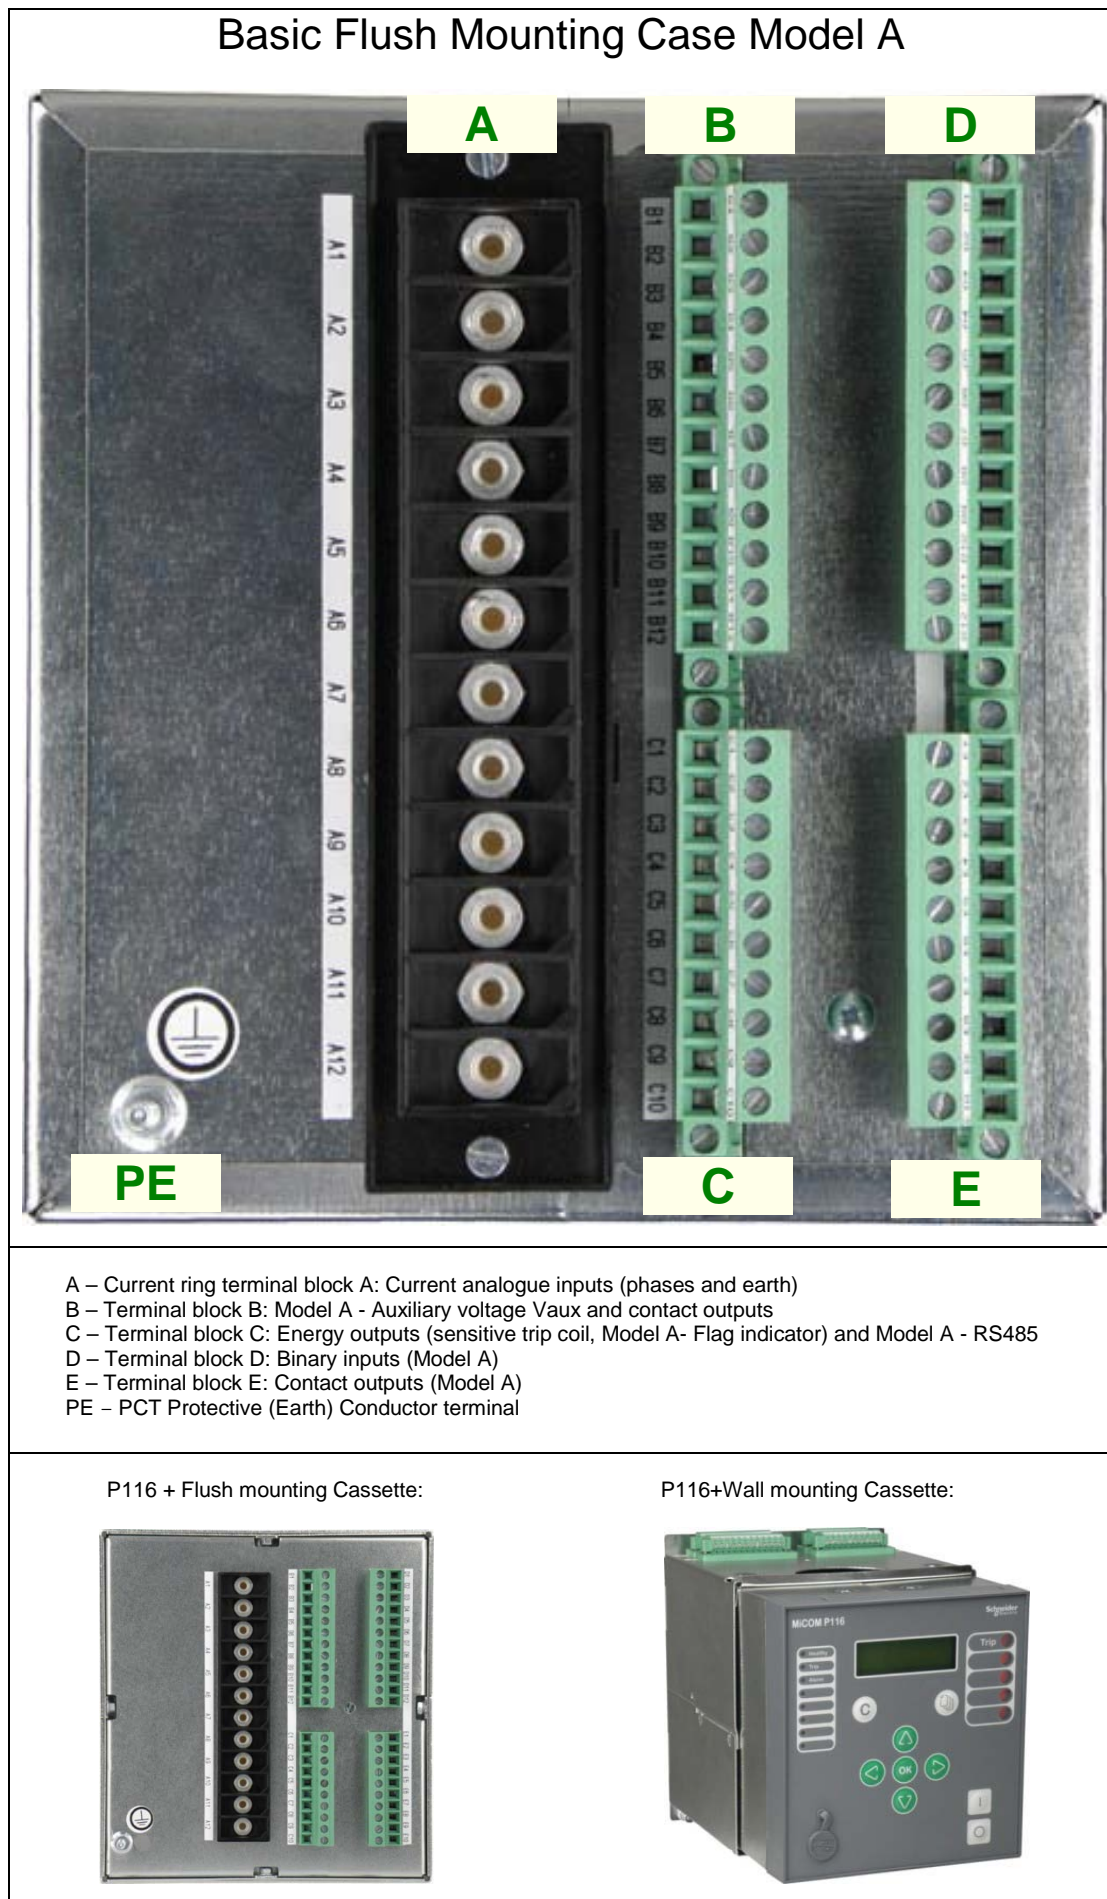 Basic Flush Mounting Case Model A
A
B
D
A1
A2
A3
A4
A5
A6
A7
A8
A9
A10
A11
A12
B1
B2
B3
B4
B5
B6
B7
B8
B9
B10
B11
B12
C1
C2
C3
C4
C5
C6
C7
C8
C9
C10
PE
C
E
A – Current ring terminal block A: Current analogue inputs (phases and earth)
B – Terminal block B: Model A - Auxiliary voltage Vaux and contact outputs
C – Terminal block C: Energy outputs (sensitive trip coil, Model A- Flag indicator) and Model A - RS485
D – Terminal block D: Binary inputs (Model A)
E – Terminal block E: Contact outputs (Model A)
PE – PCT Protective (Earth) Conductor terminal
P116 + Flush mounting Cassette:
P116+Wall mounting Cassette:
Schneider
MiCOM P116
Healthy
Trip
Alarm
Trip
C
OK
I
O